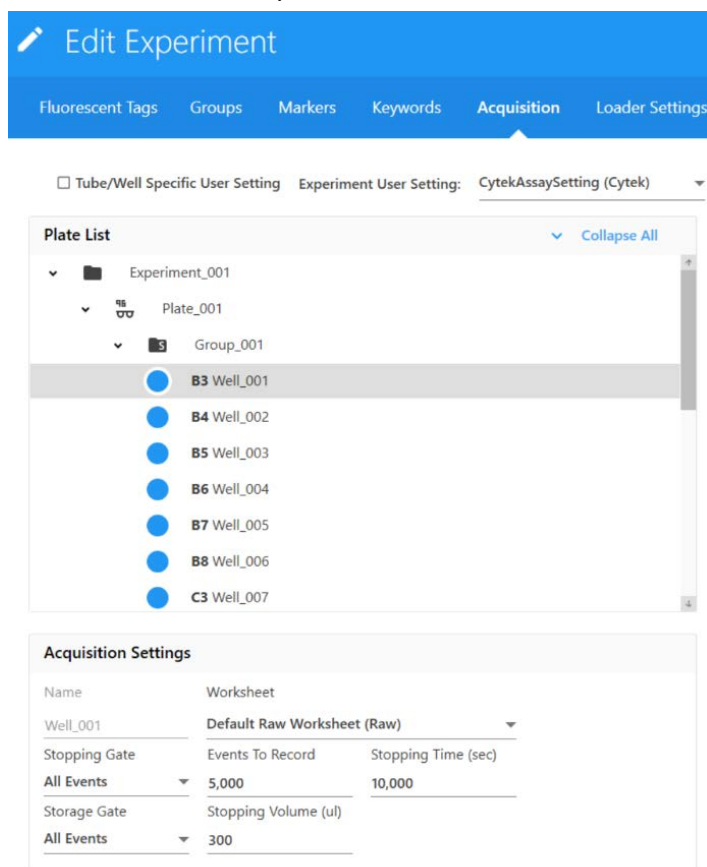 Edit Experiment
Fluorescent Tags Groups Markers Keywords Acquisition Loader Settings
Tube/Well Specific User Setting Experiment User Setting: CytekAssaySetting (Cytek)
Plate List Collapse All
Experiment_001
96 Plate_001
S Group_001
B3 Well_001
B4 Well_002
B5 Well_003
B6 Well_004
B7 Well_005
B8 Well_006
C3 Well_007
Acquisition Settings
Name Worksheet
Well_001 Default Raw Worksheet (Raw)
Stopping Gate Events To Record Stopping Time (sec)
All Events 5,000 10,000
Storage Gate Stopping Volume (ul)
All Events 300